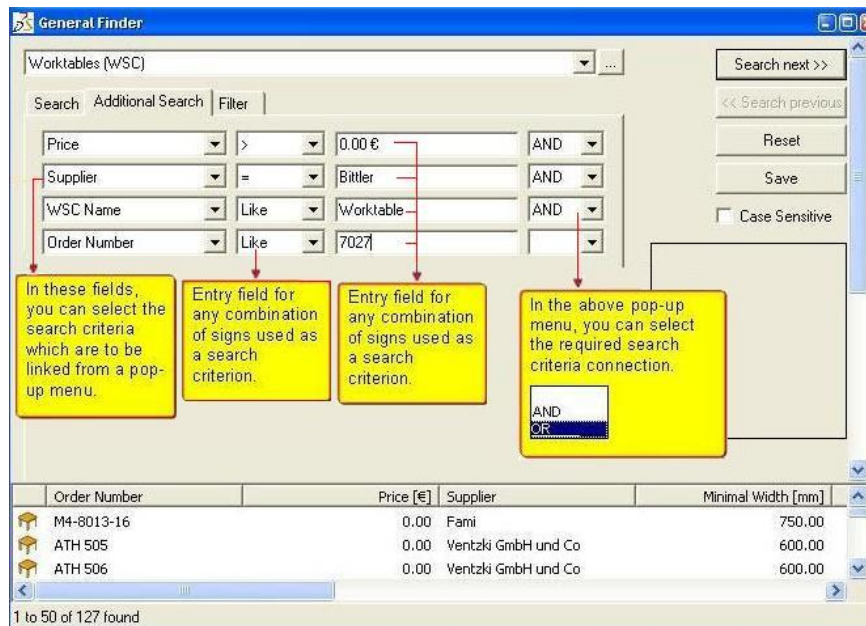 General Finder
Worktables (WSC)
...
Search next >>
Search
Additional Search
Filter
<< Search previous
Price
>
0.00 €
AND
Reset
Supplier
=
Bittler
AND
Save
WSC Name
Like
Worktable
AND
Case Sensitive
Order Number
Like
7027
In these fields,
you can select the
search criteria
which are to be
linked from a pop-
up menu.
Entry field for
any combination
of signs used as
a search
criterion.
Entry field for
any combination
of signs used as
a search
criterion.
In the above pop-up
menu, you can select
the required search
criteria connection.
AND
OR
Order Number
Price [€]
Supplier
Minimal Width [mm]
M4-8013-16
0.00
Fami
750.00
ATH 505
0.00
Ventzki GmbH und Co
600.00
ATH 506
0.00
Ventzki GmbH und Co
600.00
1 to 50 of 127 found